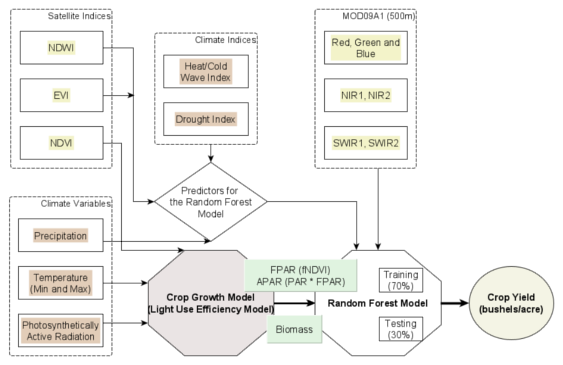 Satellite Indices
NDWI
EVI
NDVI
Climate Indices
Heat/Cold
Wave Index
Drought Index
MOD09A1 (500m)
Red, Green and
Blue
NIR1, NIR2
SWIR1, SWIR2
Predictors for
the Random Forest
Model
Climate Variables
Precipitation
Temperature
(Min and Max)
Photosynthetically
Active Radiation
Crop Growth Model
(Light Use Efficiency Model)
FPAR (fNDVI)
APAR (PAR * FPAR)
Biomass
Random Forest Model
Training
(70%)
Testing
(30%)
Crop Yield
(bushels/acre)